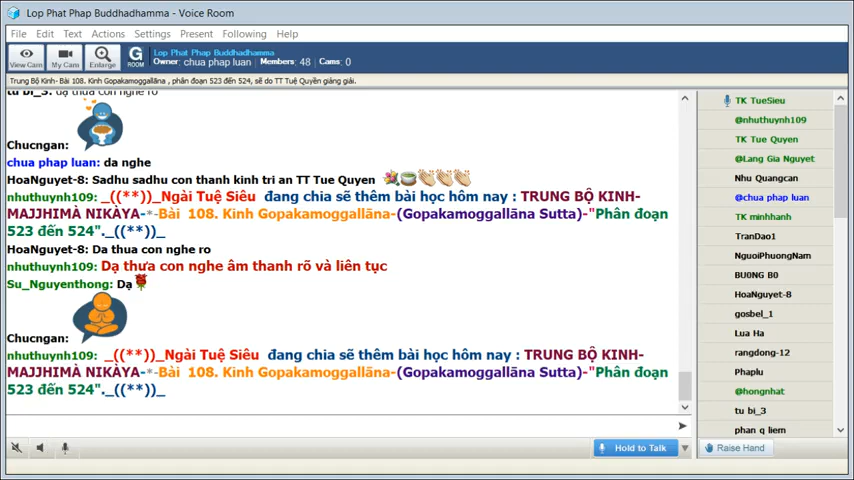 Lop Phat Phap Buddhadhamma - Voice Room
File Edit Text Actions Settings Present Following Help
View Cam My Cam Enlarge G ROOM
Lop Phat Phap Buddhadhamma
Owner: chua phap luan; Members: 48 Cams: 0
Trung Bộ Kinh- Bài 108. Kinh Gopakamoggallāna , phân đoạn 523 đến 524, sẽ do TT Tuệ Quyền giảng giải.
tu bi_3: dạ thưa con nghe ro
Chucngan:
chua phap luan: da nghe
HoaNguyet-8: Sadhu sadhu con thanh kinh tri an TT Tue Quyen
nhuthuynh109: _((**))_Ngài Tuệ Siêu đang chia sẽ thêm bài học hôm nay : TRUNG BỘ KINH-
MAJJHIMÀ NIKÀYA-*-Bài 108. Kinh Gopakamoggallāna-(Gopakamoggallāna Sutta)-"Phân đoạn
523 đến 524"._((**))_
HoaNguyet-8: Da thua con nghe ro
nhuthuynh109: Dạ thưa con nghe âm thanh rõ và liên tục
Su_Nguyenthong: Dạ
Chucngan:
nhuthuynh109: _((**))_Ngài Tuệ Siêu đang chia sẽ thêm bài học hôm nay : TRUNG BỘ KINH-
MAJJHIMÀ NIKÀYA-*-Bài 108. Kinh Gopakamoggallāna-(Gopakamoggallāna Sutta)-"Phân đoạn
523 đến 524"._((**))_
Hold to Talk
TK TueSieu
@nhuthuynh109
TK Tue Quyen
@Lang Gia Nguyet
Nhu Quangcan
@chua phap luan
TK minhhanh
TranDao1
NguoiPhuongNam
BU0NG B0
HoaNguyet-8
gosbel_1
Lua Ha
rangdong-12
Phaplu
@hongnhat
tu bi_3
phan q liem
Raise Hand